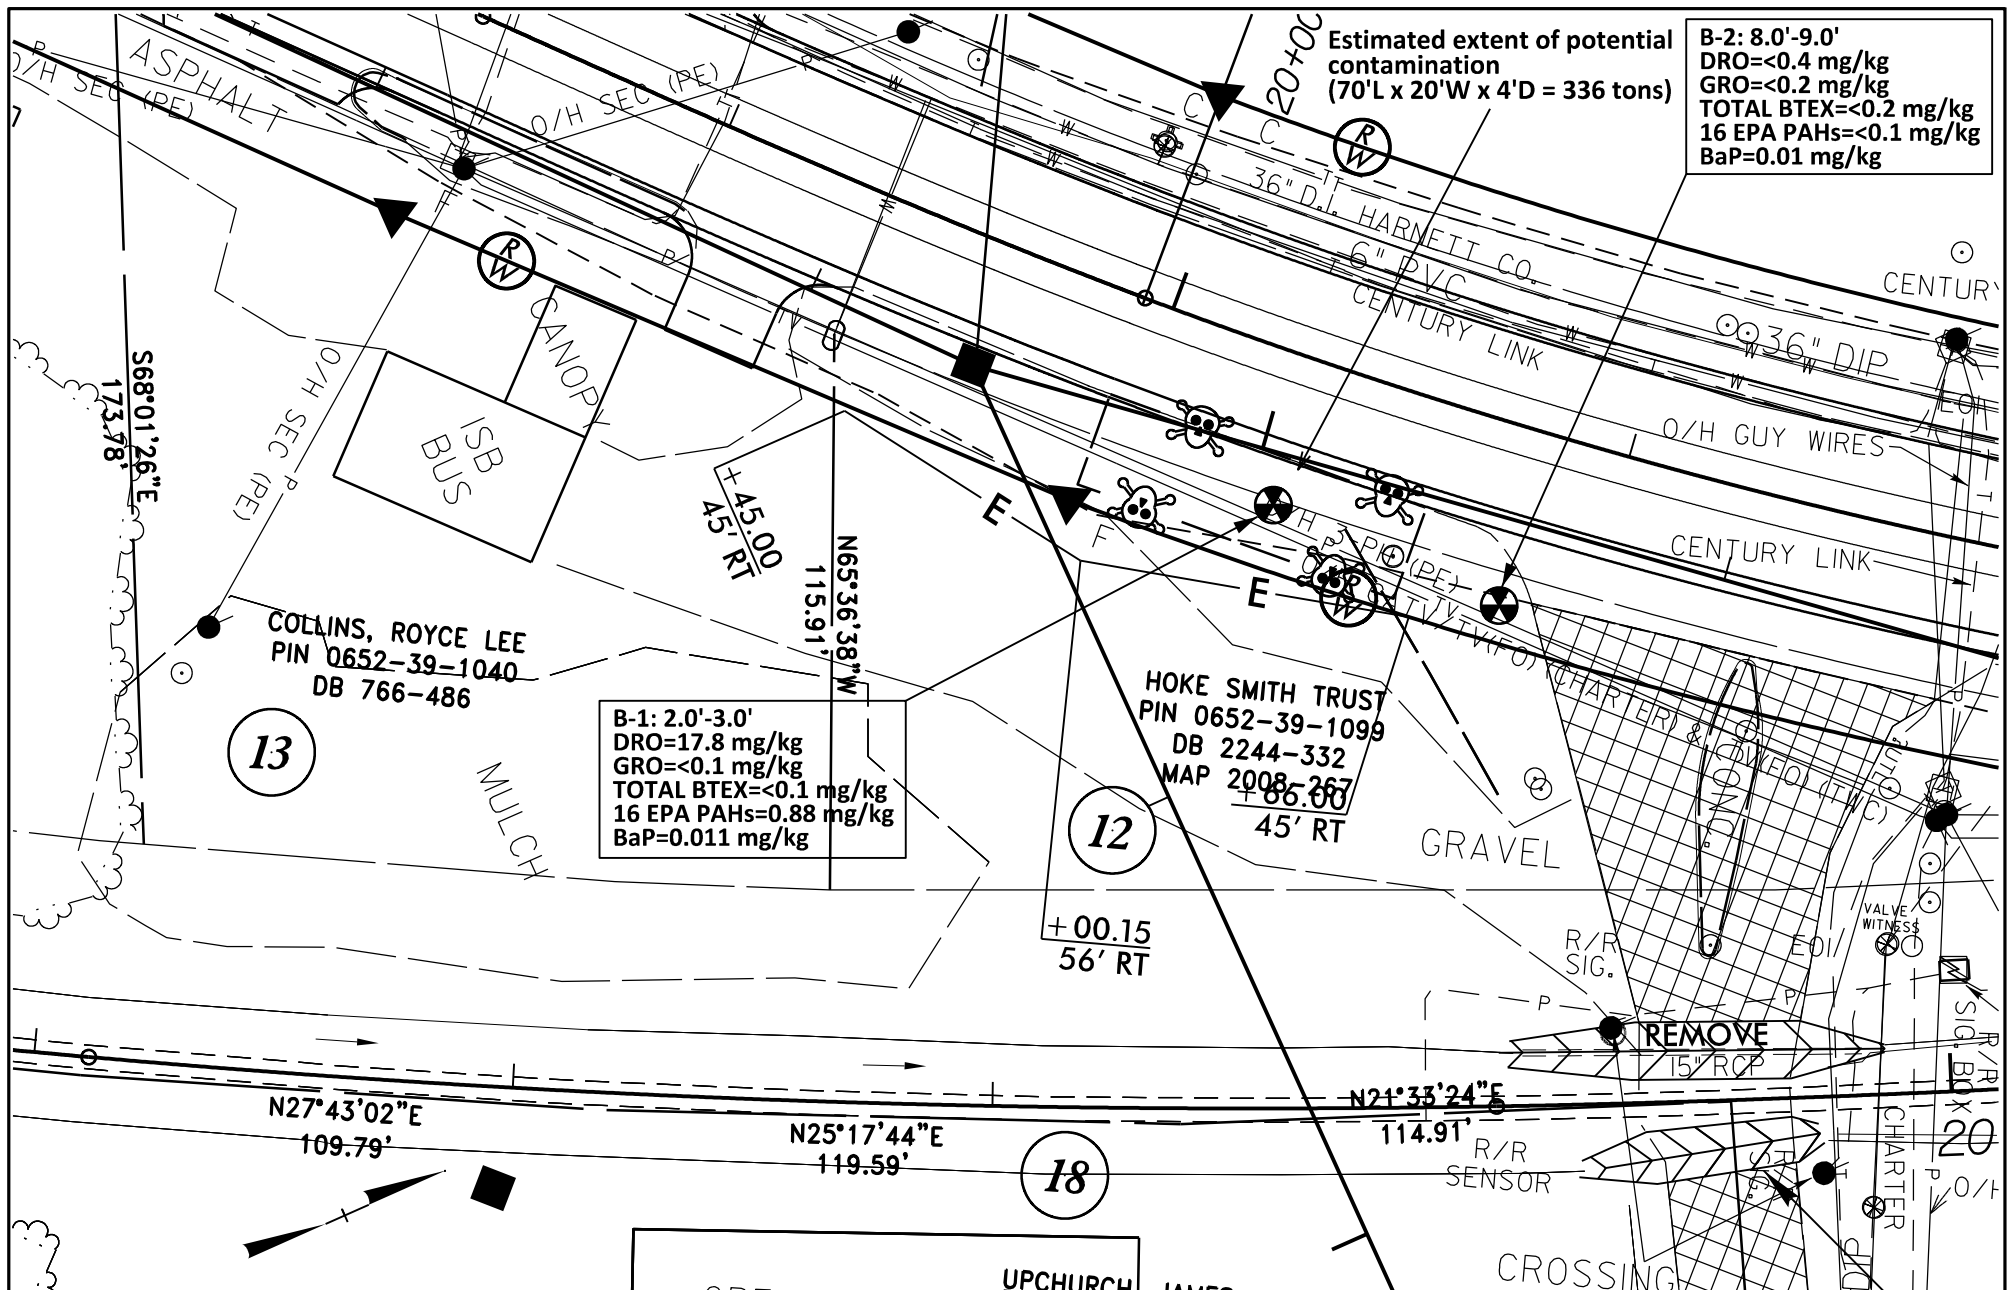 Estimated extent of potential
contamination
(70'L x 20'W x 4'D = 336 tons)
B-2: 8.0'-9.0'
DRO=<0.4 mg/kg
GRO=<0.2 mg/kg
TOTAL BTEX=<0.2 mg/kg
16 EPA PAHs=<0.1 mg/kg
BaP=0.01 mg/kg
20+00
O/H SEC (PE)
ASPHALT
O/H SEC (PE)
R
W
R
W
C
C
36" D.I. HARNETT CO.
6" PVC
CENTURY LINK
36" DIP
EOI
O/H GUY WIRES
CENTURY LINK
CANOPY
ISB
BUS
O/H SEC (PE)
S68°01'26"E
173.78'
+45.00
45' RT
N65°36'38"W
115.91'
E
E
F
R
W
COLLINS, ROYCE LEE
PIN 0652-39-1040
DB 766-486
13
B-1: 2.0'-3.0'
DRO=17.8 mg/kg
GRO=<0.1 mg/kg
TOTAL BTEX=<0.1 mg/kg
16 EPA PAHs=0.88 mg/kg
BaP=0.011 mg/kg
MULCH
HOKE SMITH TRUST
PIN 0652-39-1099
DB 2244-332
MAP 2008-267
+66.00
45' RT
12
GRAVEL
CONC.
+00.15
56' RT
R/R
SIG.
VALVE
WITNESS
EOI
P
P
REMOVE
15" RCP
R/R
SIG. BOX
N27°43'02"E
109.79'
N25°17'44"E
119.59'
N21°33'24"E
114.91'
18
R/R
SENSOR
CHARTER
20
CROSSING
UPCHURCH